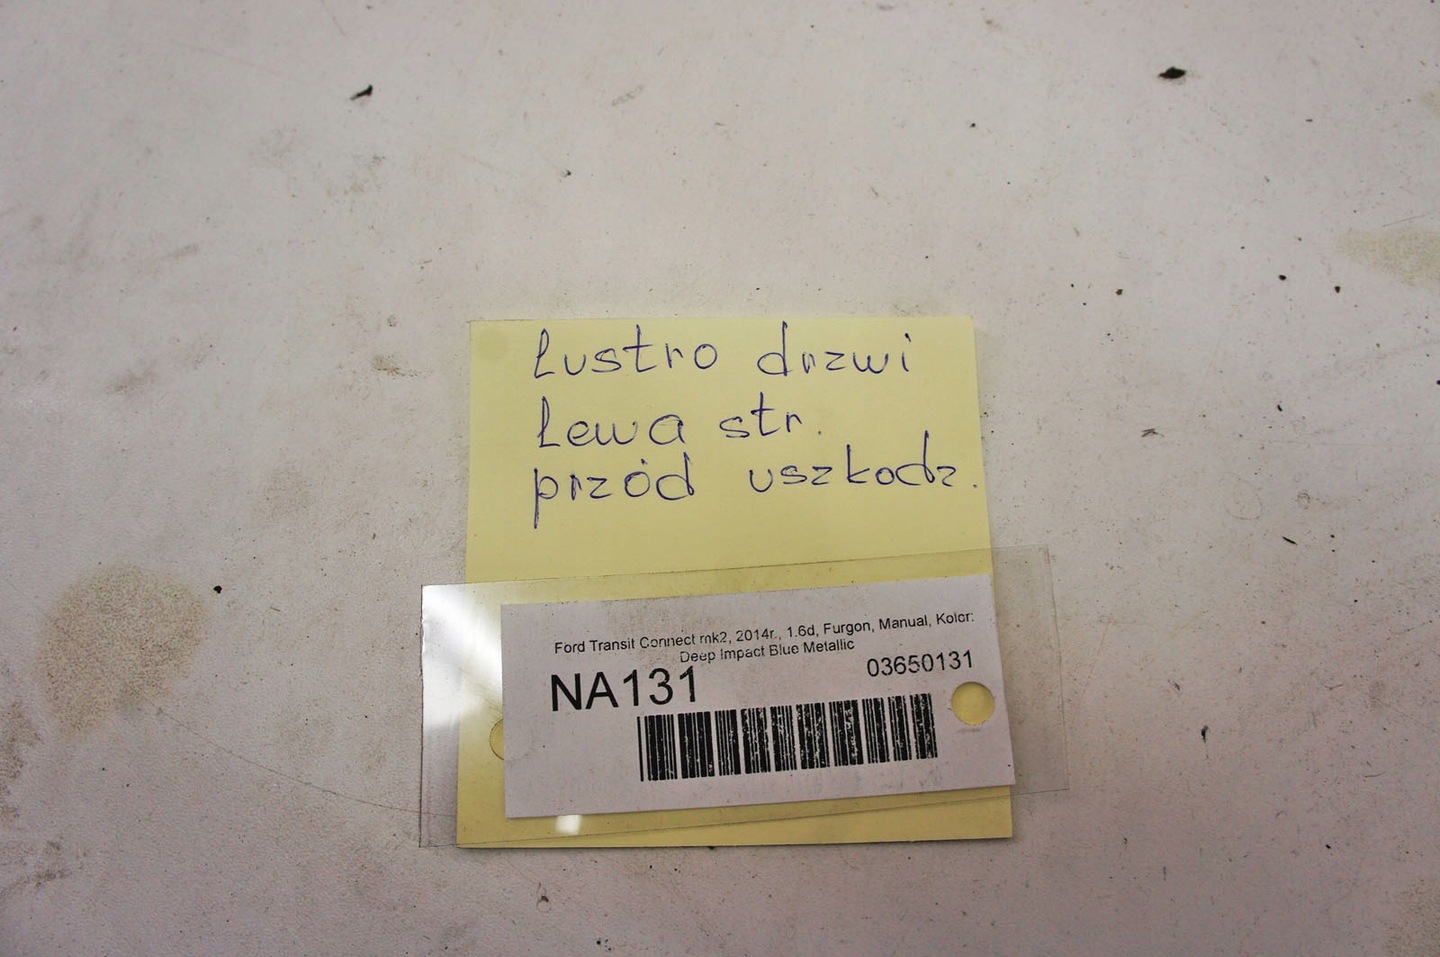 Lustro drzwi
Lewa str.
przód uszkodz.
Ford Transit Connect mk2, 2014r., 1.6d, Furgon, Manual, Kolor:
Deep Impact Blue Metallic
NA131
03650131